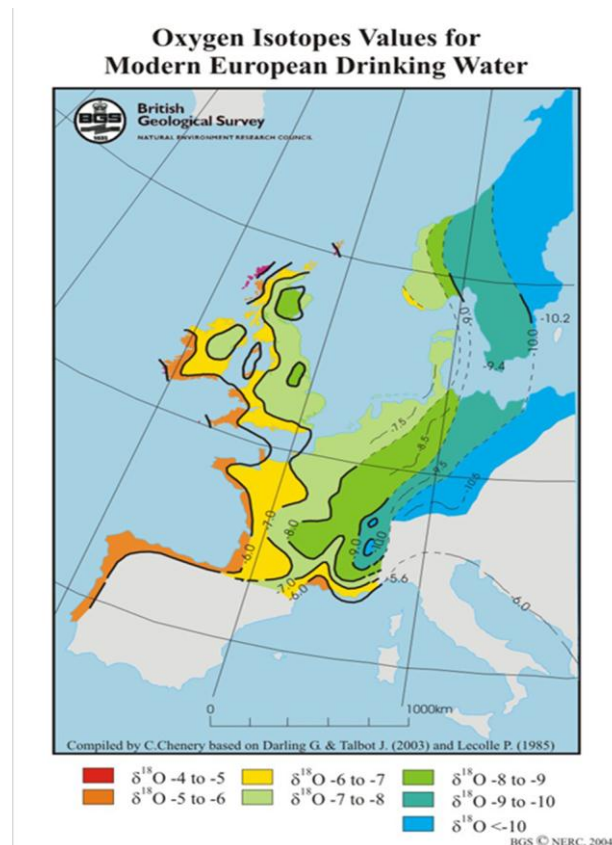 Oxygen Isotopes Values for
Modern European Drinking Water
BGS
1835
British
Geological Survey
NATURAL ENVIRONMENT RESEARCH COUNCIL
-9.0
-10.0
-10.2
-9.4
-7.5
-8.5
-9.5
-7.0
-8.0
-6.0
-9.0
-10.0
-7.0
-6.0
-5.6
-6.0
0
1000km
Compiled by C.Chenery based on Darling G. & Talbot J. (2003) and Lecolle P. (1985)
δ¹⁸O -4 to -5
δ¹⁸O -6 to -7
δ¹⁸O -8 to -9
δ¹⁸O -5 to -6
δ¹⁸O -7 to -8
δ¹⁸O -9 to -10
δ¹⁸O <-10
BGS © NERC, 2004